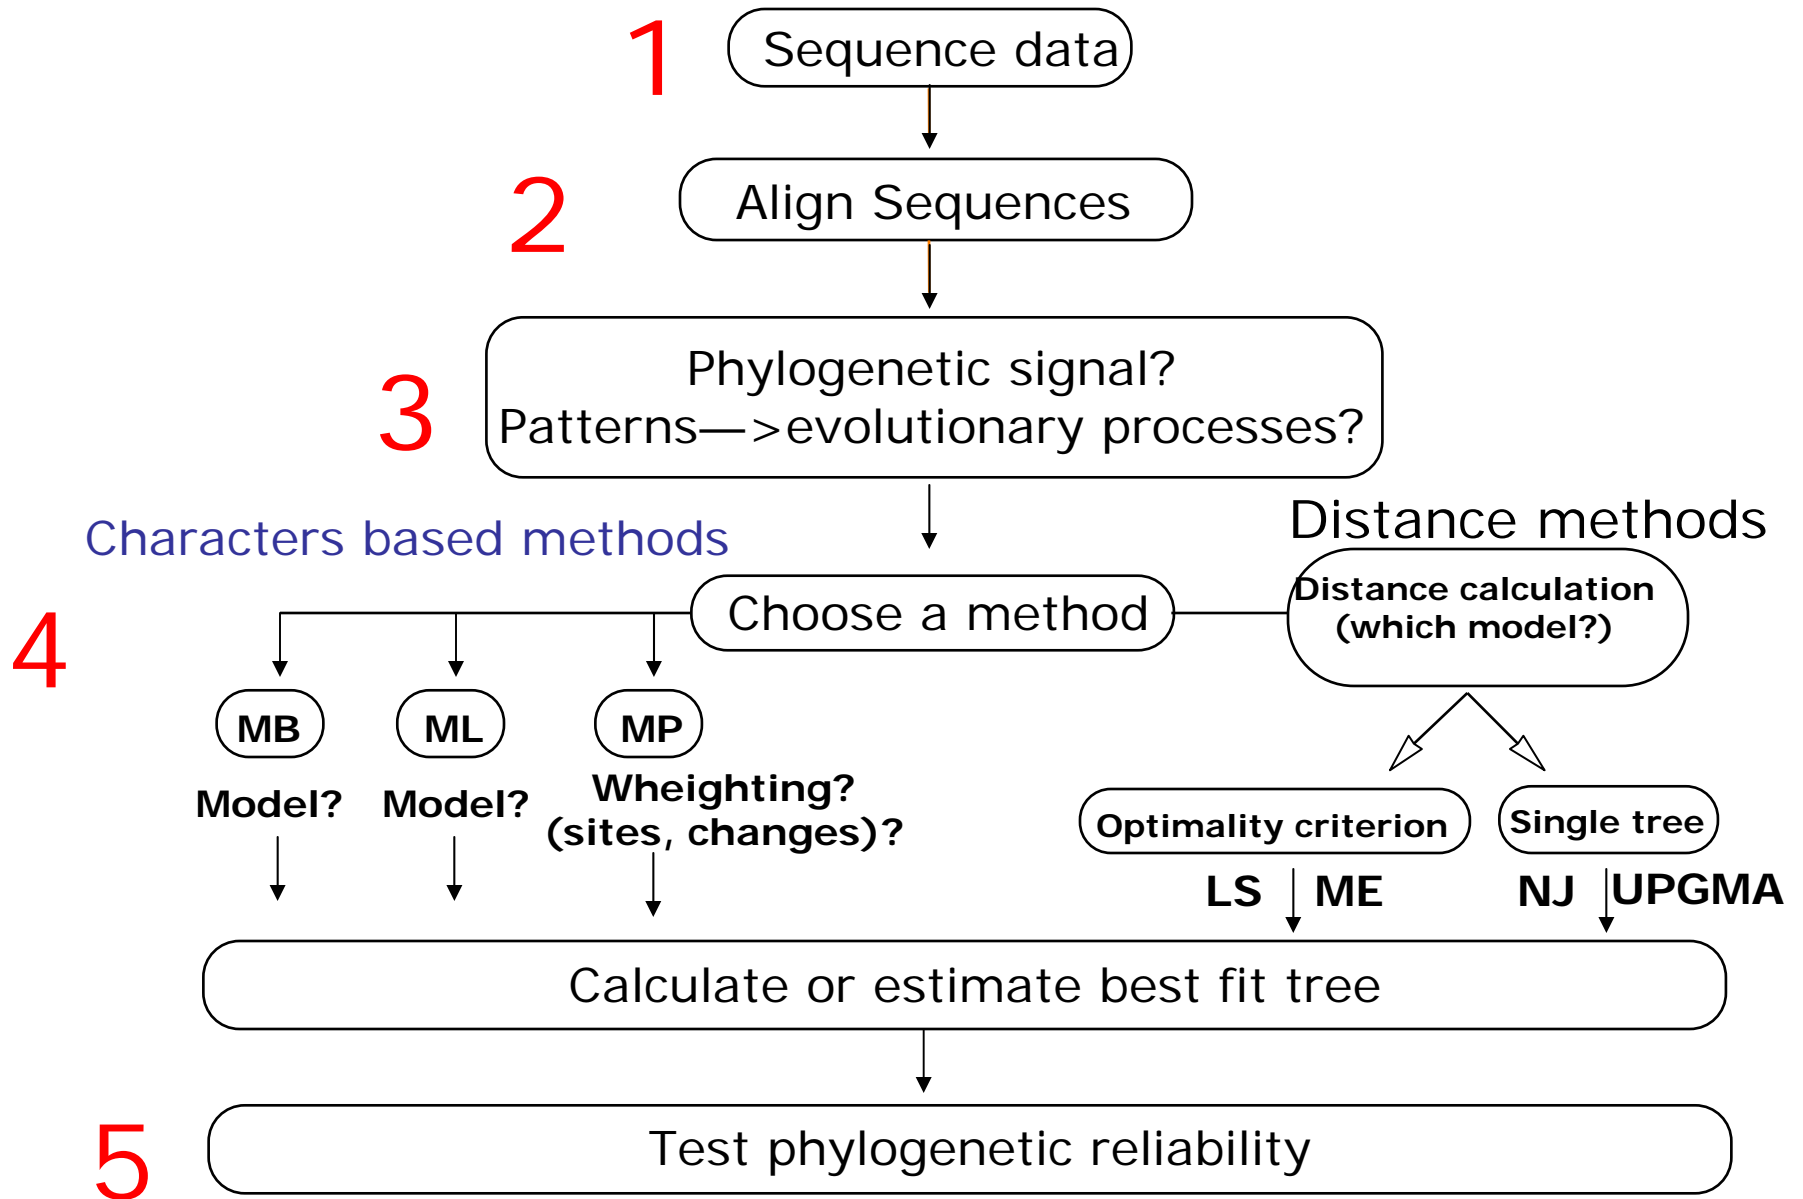 1
Sequence data
2
Align Sequences
3
Phylogenetic signal?
Patterns—>evolutionary processes?
Characters based methods
Distance methods
4
Choose a method
Distance calculation
(which model?)
MB
ML
MP
Model?
Model?
Wheighting?
(sites, changes)?
Optimality criterion
Single tree
LS
ME
NJ
UPGMA
Calculate or estimate best fit tree
5
Test phylogenetic reliability